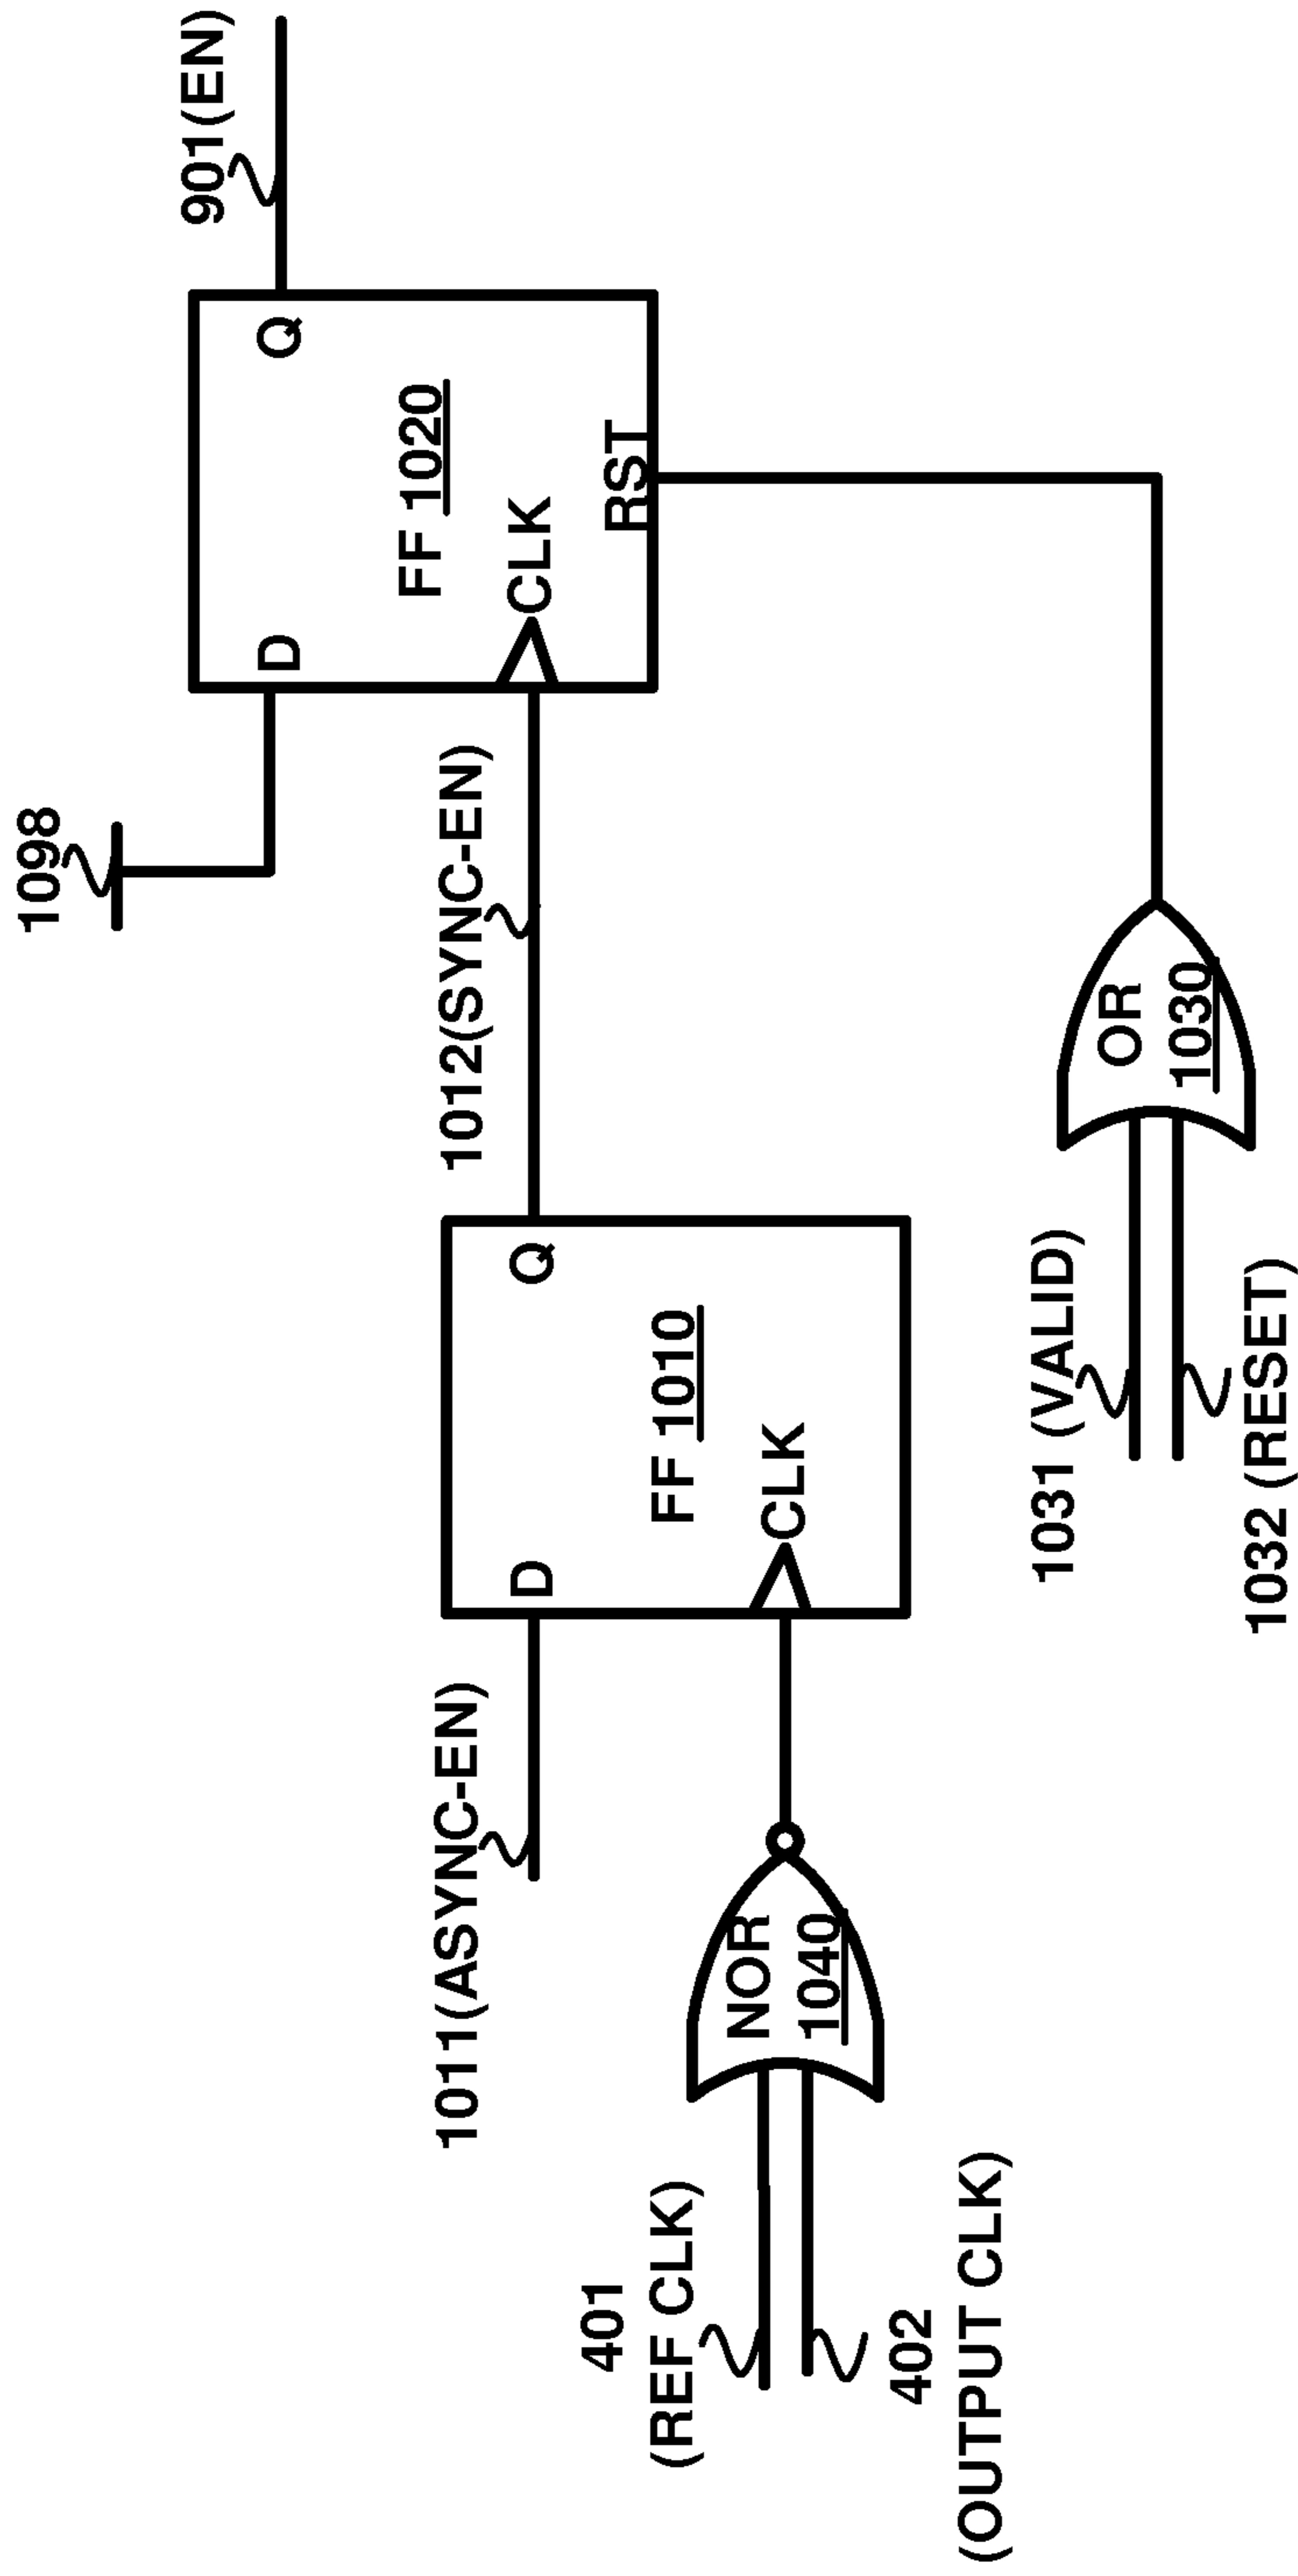 1098
901(EN)
D
Q
FF 1020
CLK
RST
1012(SYNC-EN)
1011(ASYNC-EN)
D
Q
FF 1010
CLK
401
(REF CLK)
NOR
1040
402
(OUTPUT CLK)
1031 (VALID)
OR
1030
1032 (RESET)